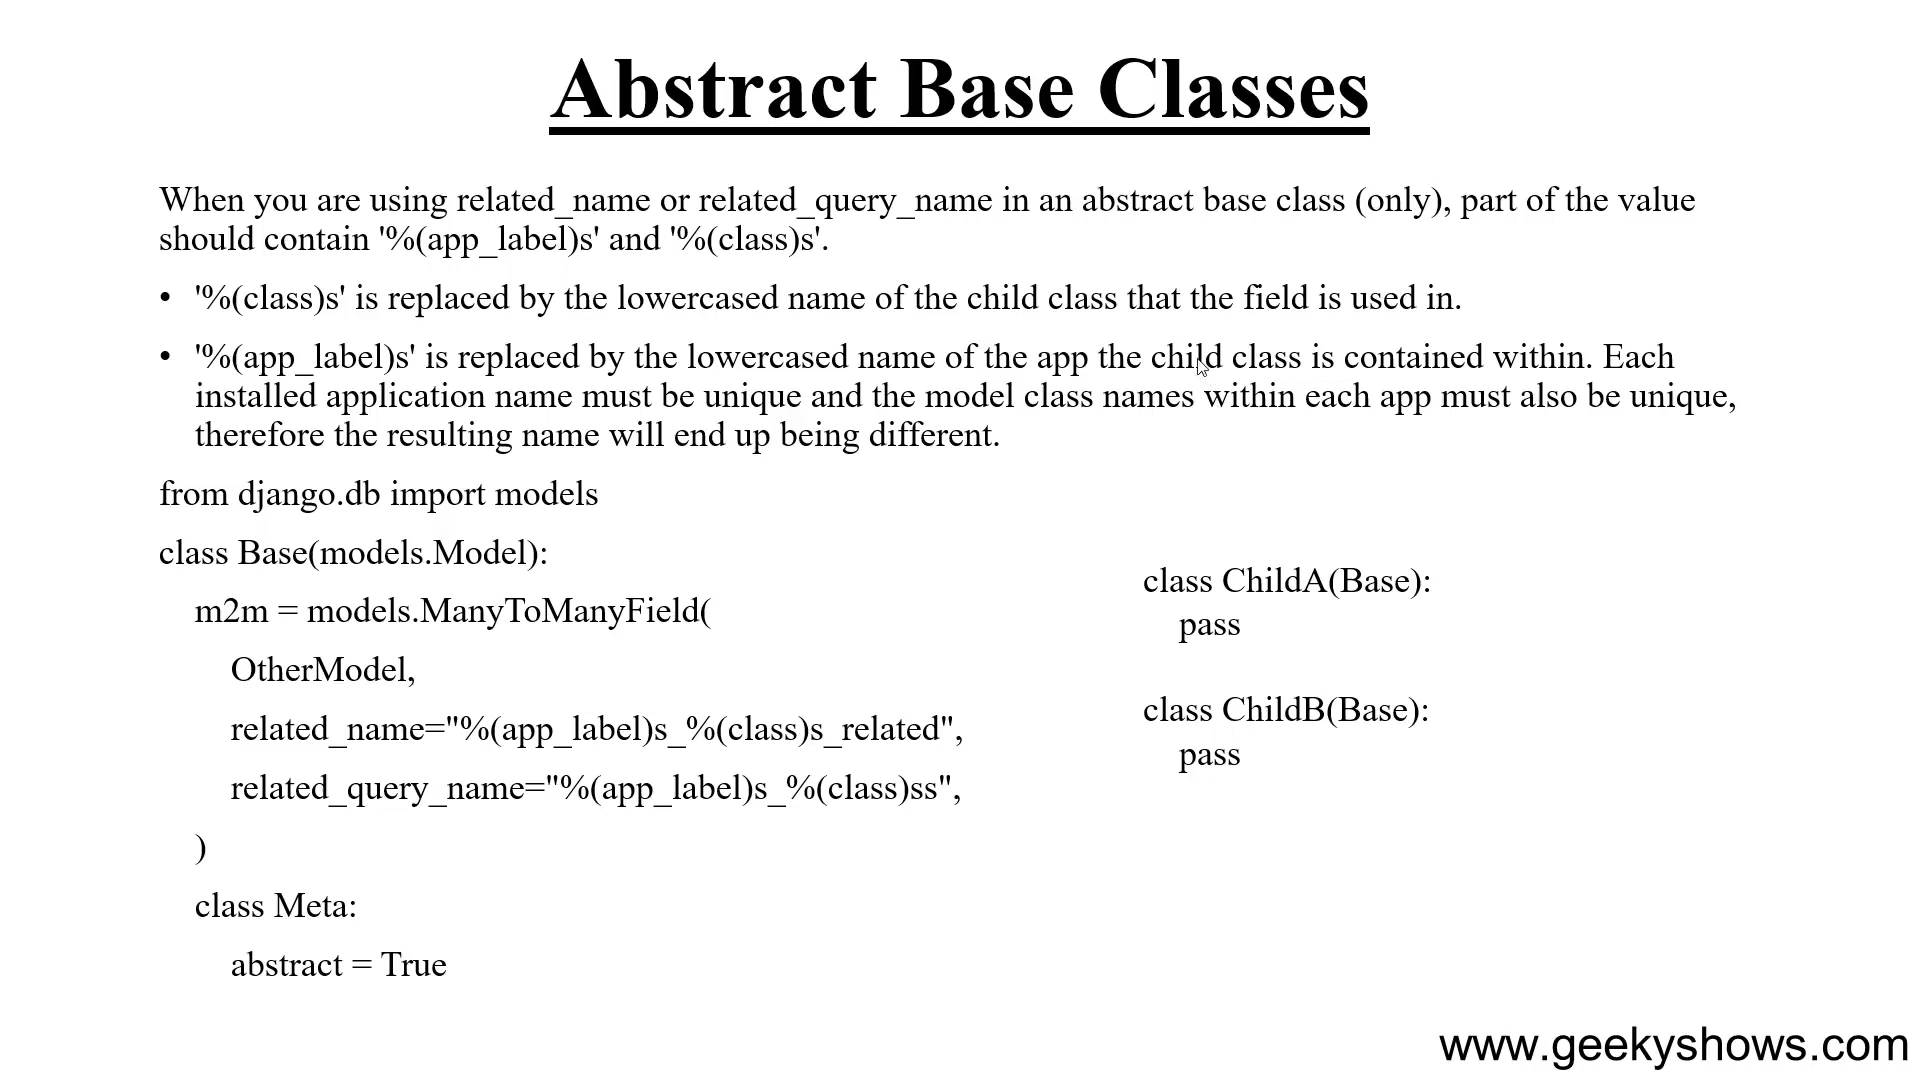 Abstract Base Classes
When you are using related_name or related_query_name in an abstract base class (only), part of the value
should contain '%(app_label)s' and '%(class)s'.
• '%(class)s' is replaced by the lowercased name of the child class that the field is used in.
• '%(app_label)s' is replaced by the lowercased name of the app the child class is contained within. Each
installed application name must be unique and the model class names within each app must also be unique,
therefore the resulting name will end up being different.
from django.db import models
class Base(models.Model):
m2m = models.ManyToManyField(
OtherModel,
related_name="%(app_label)s_%(class)s_related",
related_query_name="%(app_label)s_%(class)ss",
)
class Meta:
abstract = True
class ChildA(Base):
pass
class ChildB(Base):
pass
www.geekyshows.com